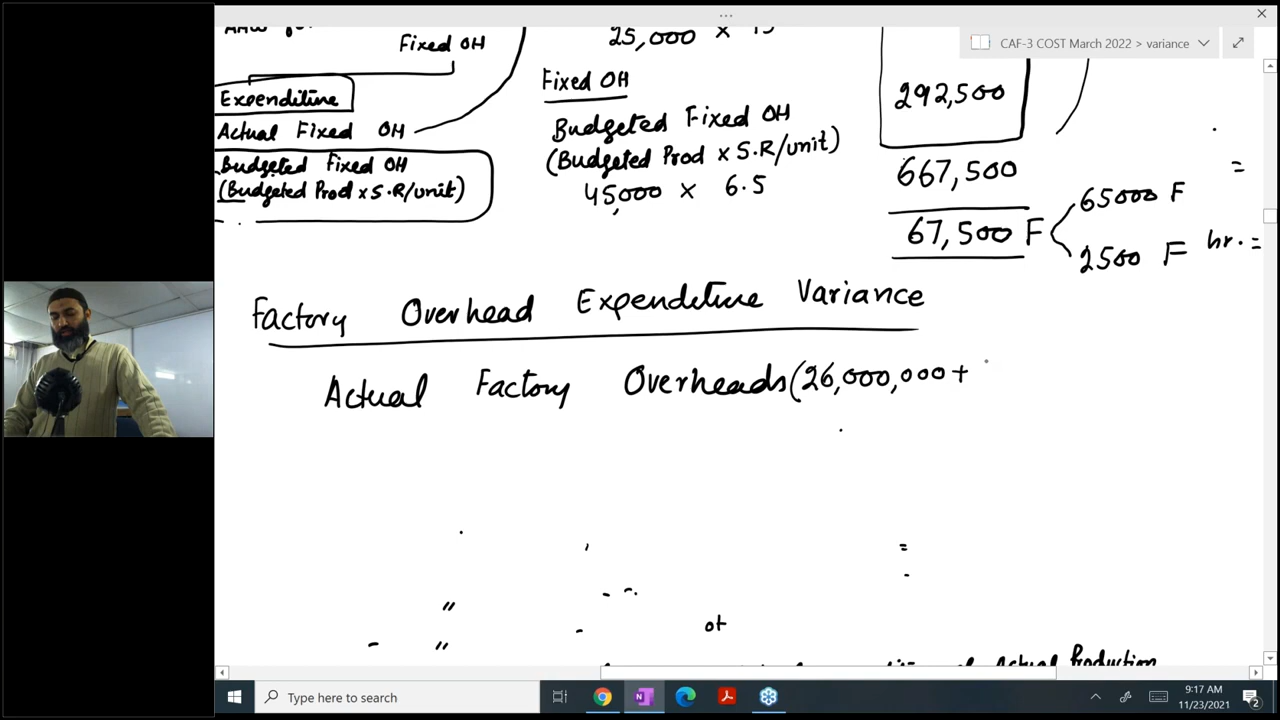 CAF-3 COST March 2022 > variance
Fixed OH
25,000 ×
Expenditure
Fixed OH
292,500
Actual Fixed OH
Budgeted Fixed OH
Budgeted Fixed OH
(Budgeted Prod × S.R/unit)
(Budgeted Prod × S.R/unit)
667,500
45,000 × 6.5
=
65000 F
67,500 F
2500 F
hr. =
Factory Overhead Expenditure Variance
Actual Factory Overheads (26,000,000 +
of
Actual Production
Type here to search
9:17 AM
11/23/2021
2